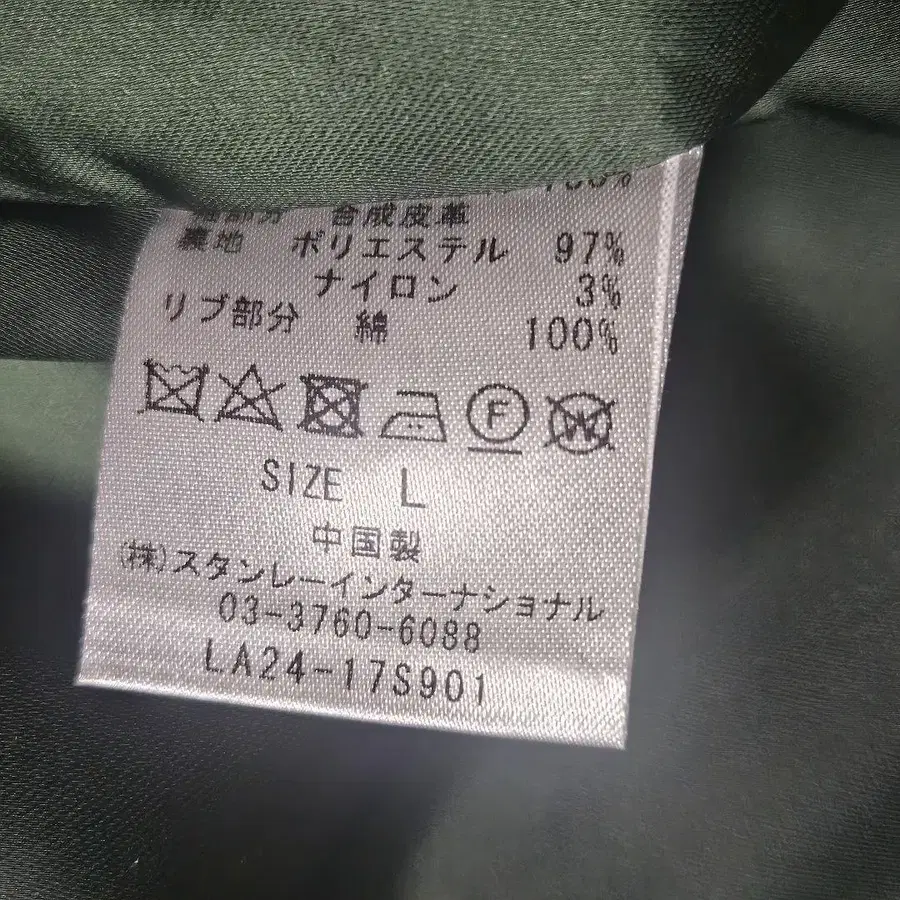 合成皮革
裏地 ポリエステル 97%
ナイロン 3%
リブ部分 綿 100%
F
W
SIZE L
中国製
(株)スタンレーインターナショナル
03-3760-6088
LA24-17S901